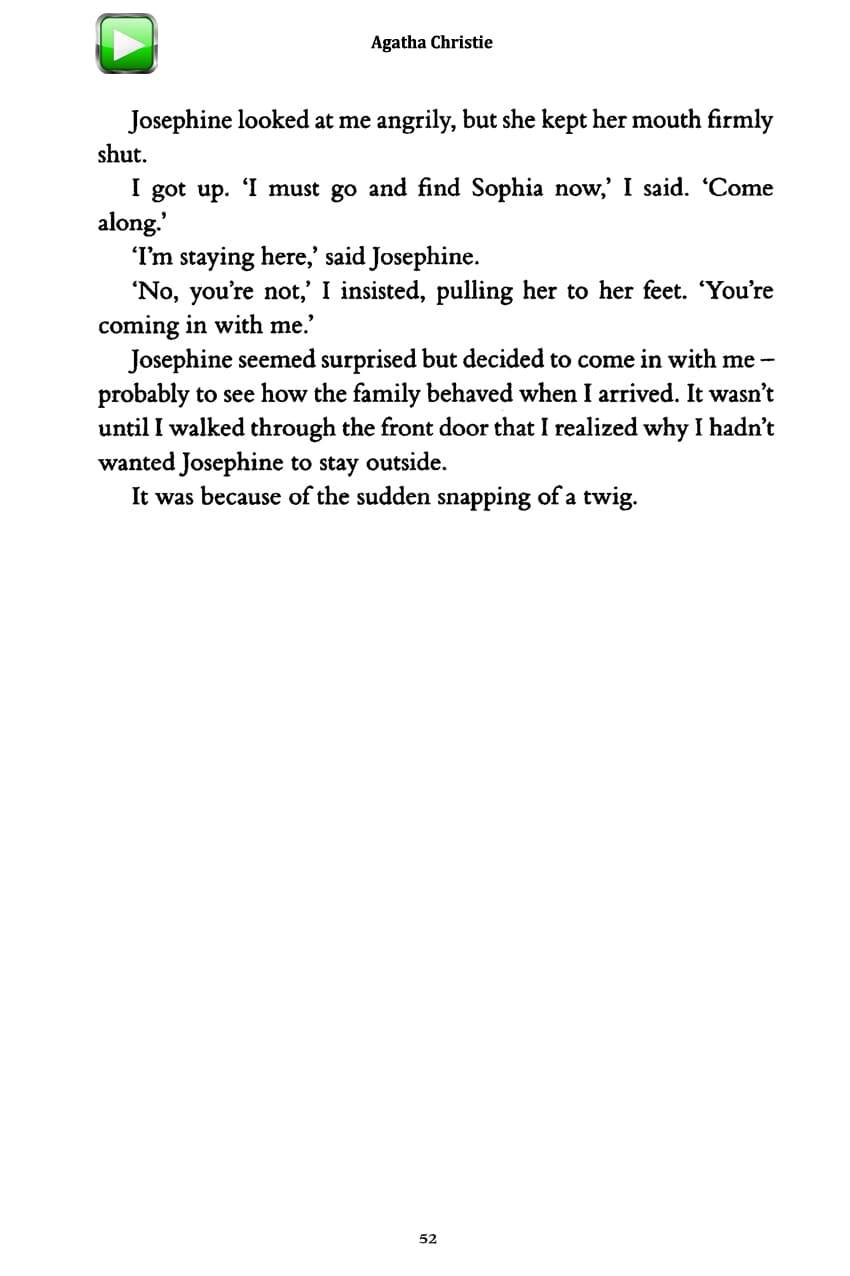 Agatha Christie
Josephine looked at me angrily, but she kept her mouth firmly
shut.
I got up. ‘I must go and find Sophia now,’ I said. ‘Come
along.’
‘I’m staying here,’ said Josephine.
‘No, you’re not,’ I insisted, pulling her to her feet. ‘You’re
coming in with me.’
Josephine seemed surprised but decided to come in with me –
probably to see how the family behaved when I arrived. It wasn’t
until I walked through the front door that I realized why I hadn’t
wanted Josephine to stay outside.
It was because of the sudden snapping of a twig.
52